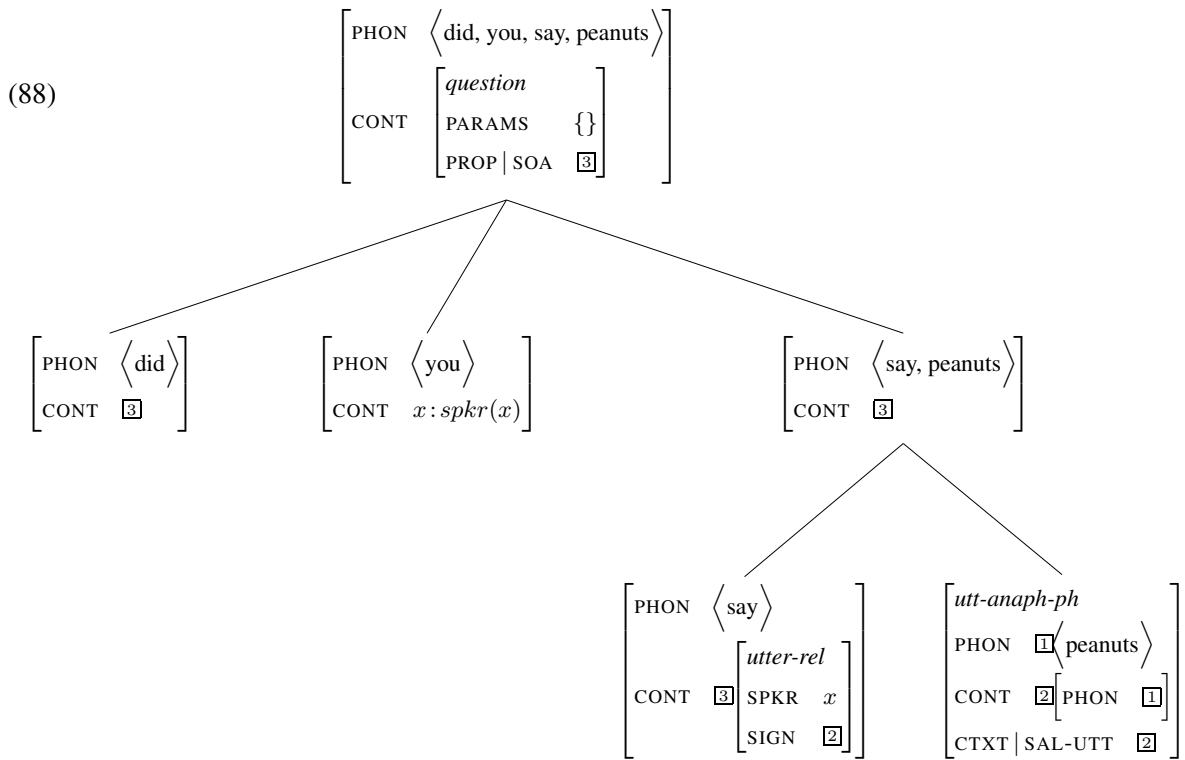 (88)
PHON ⟨did, you, say, peanuts⟩
question
CONT PARAMS {}
PROP | SOA 3
PHON ⟨did⟩
CONT 3
PHON ⟨you⟩
CONT x : spkr(x)
PHON ⟨say, peanuts⟩
CONT 3
PHON ⟨say⟩
utter-rel
CONT 3 SPKR x
SIGN 2
utt-anaph-ph
PHON 1 ⟨peanuts⟩
CONT 2 [PHON 1]
CTXT | SAL-UTT 2